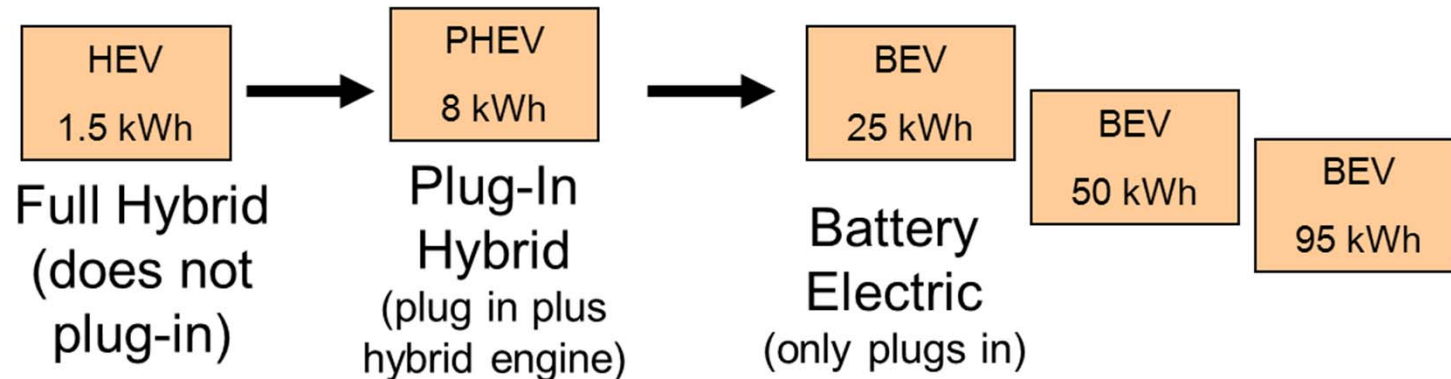 HEV
1.5 kWh
Full Hybrid
(does not
plug-in)
PHEV
8 kWh
Plug-In
Hybrid
(plug in plus
hybrid engine)
BEV
25 kWh
Battery
Electric
(only plugs in)
BEV
50 kWh
BEV
95 kWh